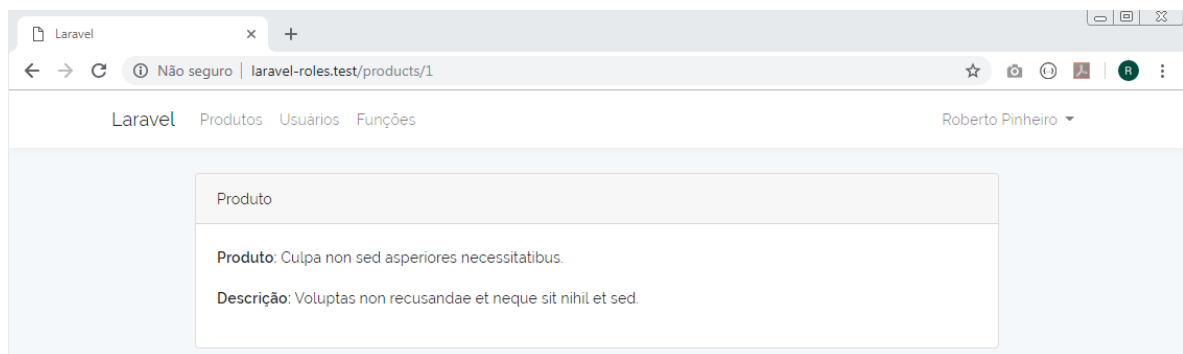 Laravel
Não seguro | laravel-roles.test/products/1
R
Laravel Produtos Usuários Funções Roberto Pinheiro
Produto
Produto: Culpa non sed asperiores necessitatibus.
Descrição: Voluptas non recusandae et neque sit nihil et sed.